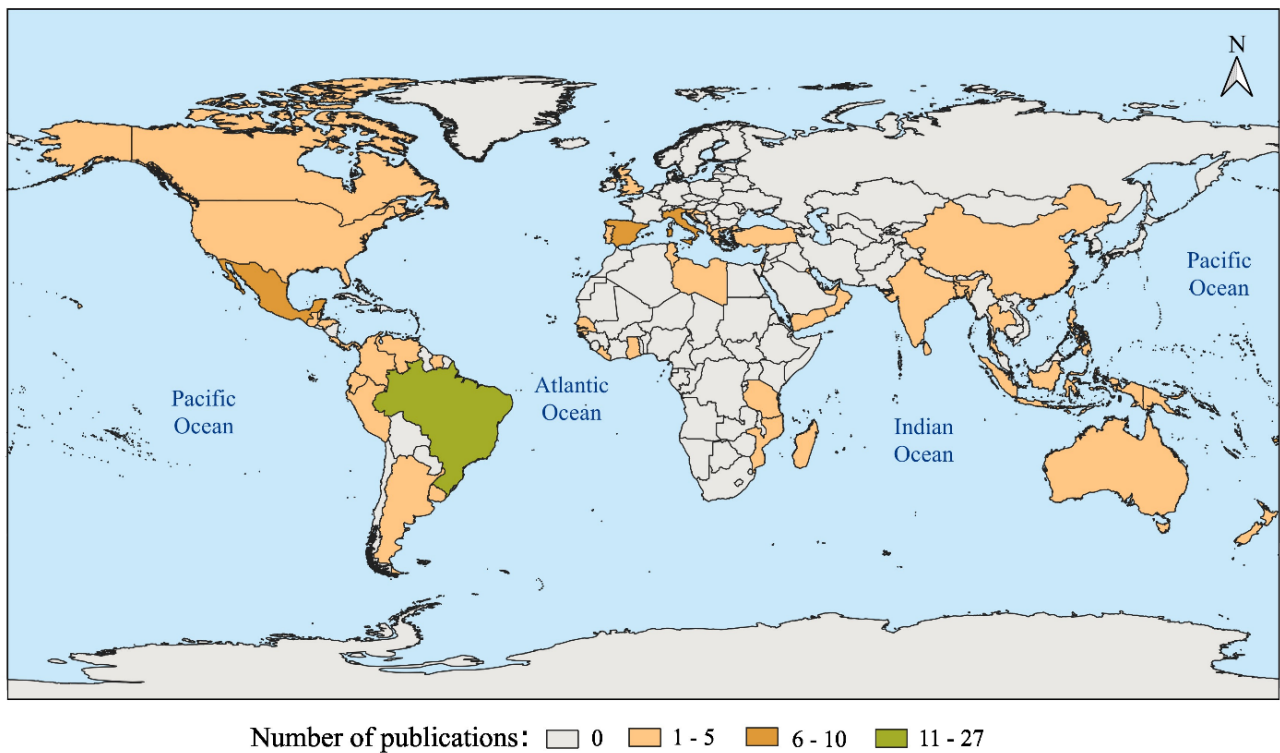 N
Pacific
Ocean
Atlantic
Ocean
Pacific
Ocean
Indian
Ocean
Number of publications: 0 1 - 5 6 - 10 11 - 27